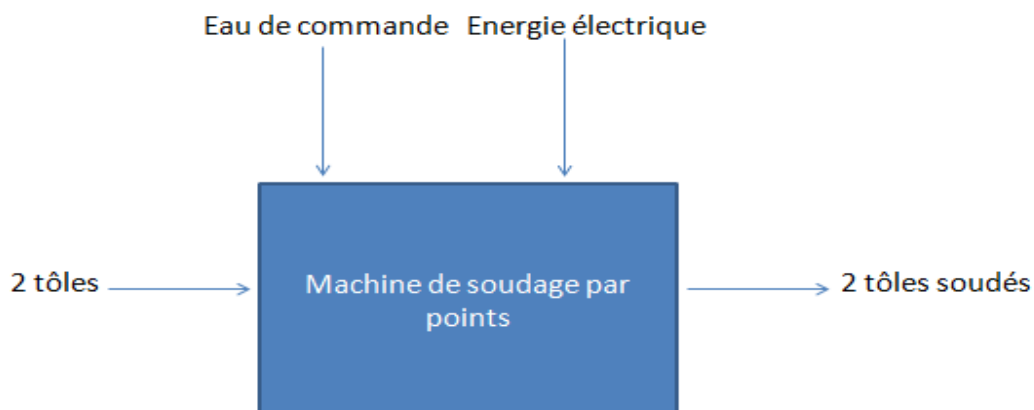 Eau de commande Energie électrique
2 tôles
Machine de soudage par
points
2 tôles soudés